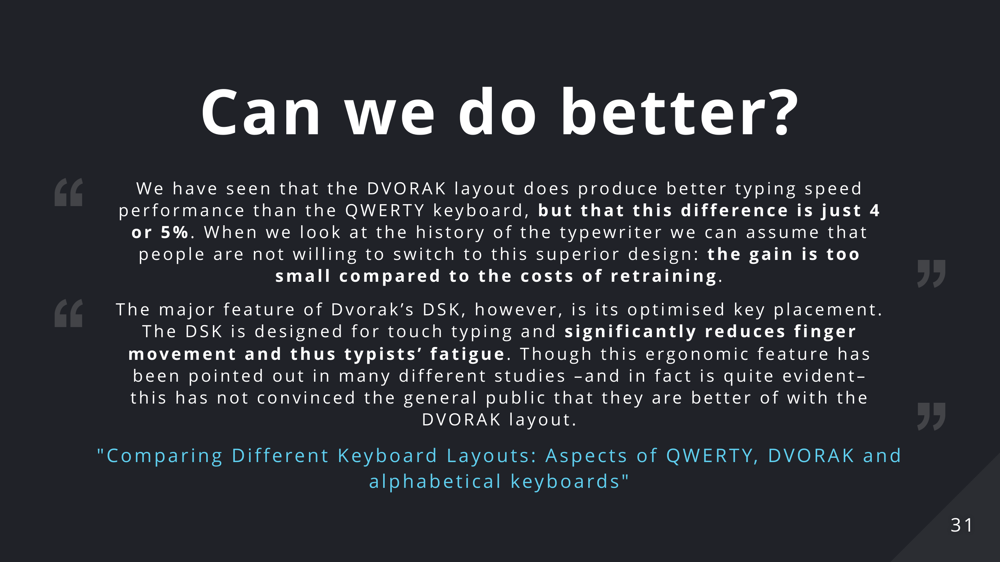 Can we do better?
“
We have seen that the DVORAK layout does produce better typing speed
performance than the QWERTY keyboard, but that this difference is just 4
or 5%. When we look at the history of the typewriter we can assume that
people are not willing to switch to this superior design: the gain is too
small compared to the costs of retraining.
”
“
The major feature of Dvorak’s DSK, however, is its optimised key placement.
The DSK is designed for touch typing and significantly reduces finger
movement and thus typists’ fatigue. Though this ergonomic feature has
been pointed out in many different studies –and in fact is quite evident–
this has not convinced the general public that they are better of with the
DVORAK layout.
”
"Comparing Different Keyboard Layouts: Aspects of QWERTY, DVORAK and
alphabetical keyboards"
31